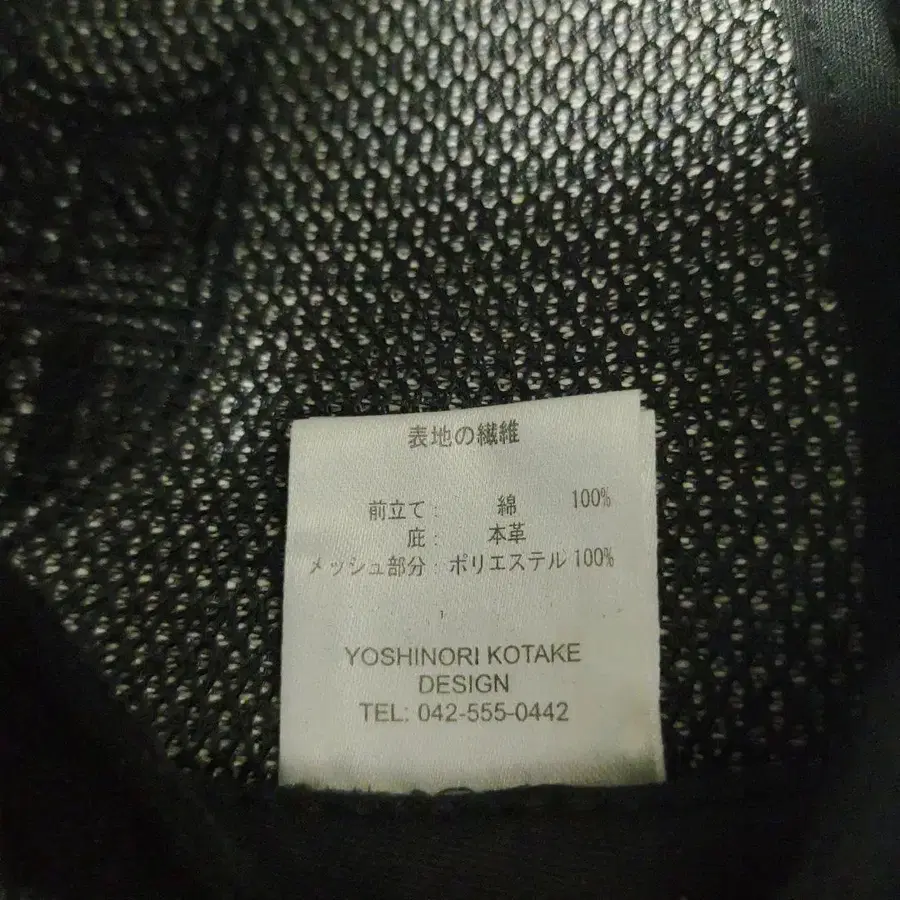 表地の繊維
前立て: 綿 100%
庇: 本革
メッシュ部分: ポリエステル 100%
YOSHINORI KOTAKE
DESIGN
TEL: 042-555-0442